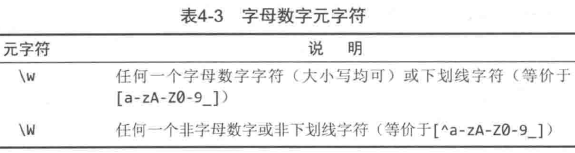 表4-3 字母数字元字符
元字符 说 明
\w 任何一个字母数字字符（大小写均可）或下划线字符（等价于
[a-zA-Z0-9_]）
\W 任何一个非字母数字或非下划线字符（等价于[^a-zA-Z0-9_]）